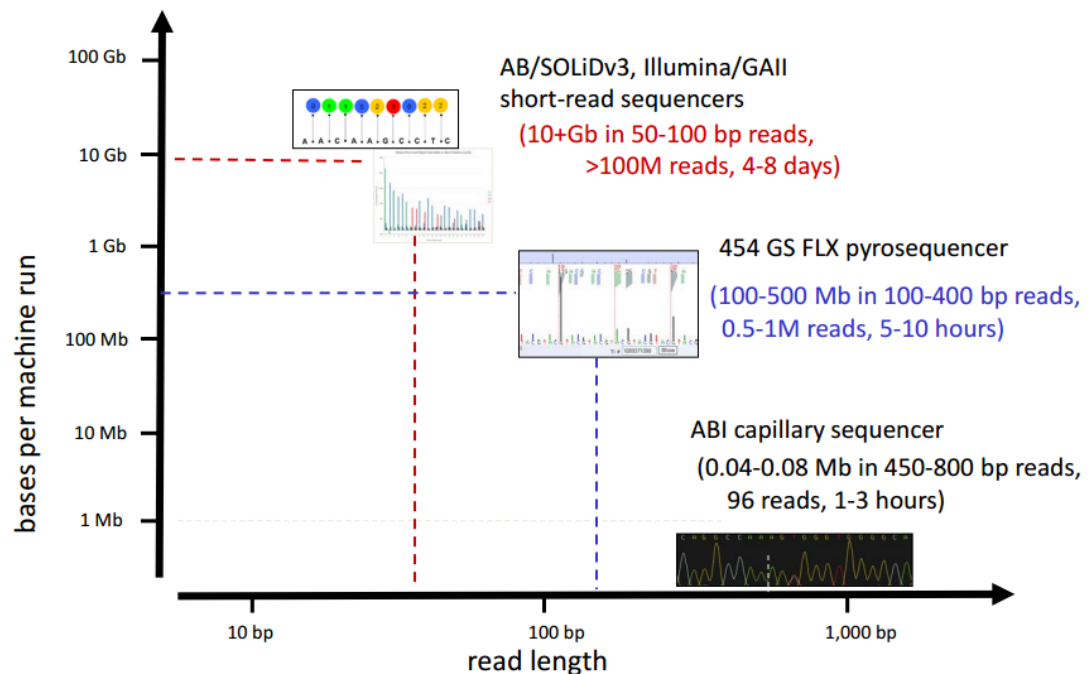 100 Gb
10 Gb
1 Gb
100 Mb
10 Mb
1 Mb
bases per machine run
AB/SOLiDv3, Illumina/GAII
short-read sequencers
(10+Gb in 50-100 bp reads,
>100M reads, 4-8 days)
A A C A A G C C T C
454 GS FLX pyrosequencer
(100-500 Mb in 100-400 bp reads,
0.5-1M reads, 5-10 hours)
ABI capillary sequencer
(0.04-0.08 Mb in 450-800 bp reads,
96 reads, 1-3 hours)
C A G G C C A A A G T G G G T G G G G C A
10 bp
100 bp
1,000 bp
read length